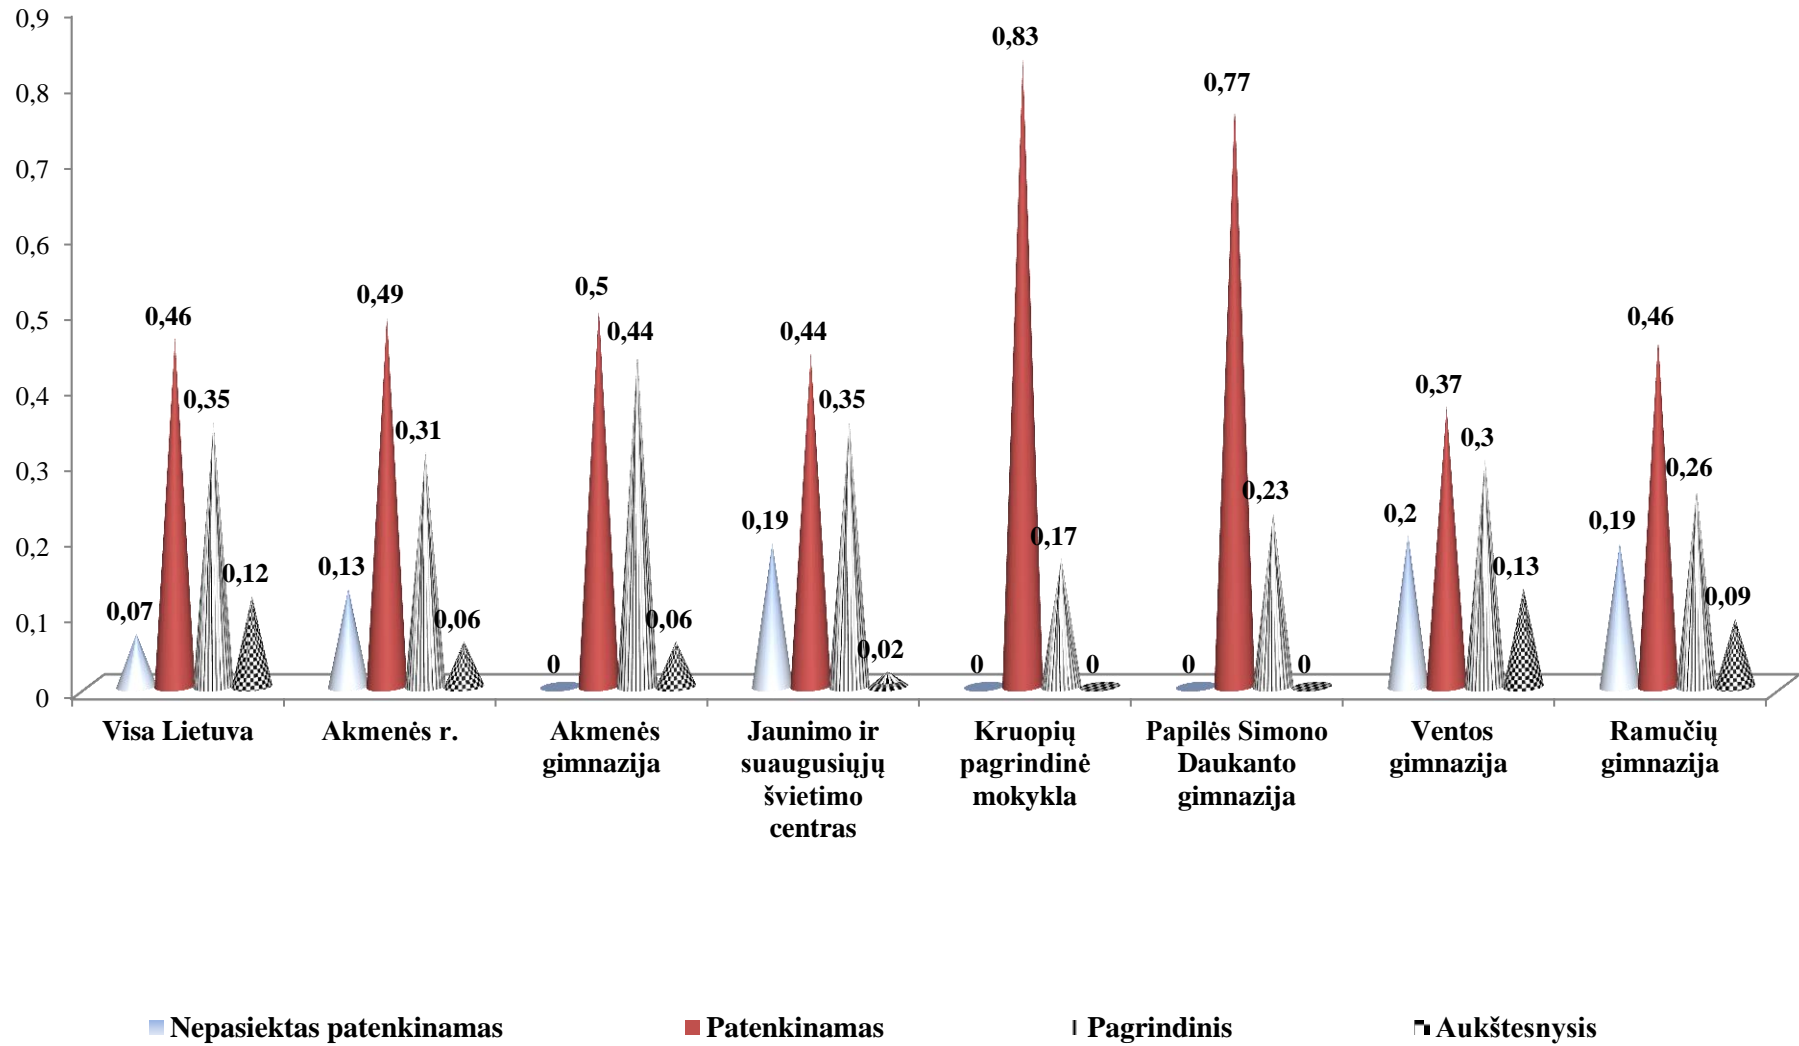 0,9
0,8
0,7
0,6
0,5
0,4
0,3
0,2
0,1
0
0,07
0,46
0,35
0,12
0,13
0,49
0,31
0,06
0
0,5
0,44
0,06
0,19
0,44
0,35
0,02
0
0,83
0,17
0
0
0,77
0,23
0
0,2
0,37
0,3
0,13
0,19
0,46
0,26
0,09
Visa Lietuva
Akmenės r.
Akmenės
gimnazija
Jaunimo ir
suaugusiųjų
švietimo
centras
Kruopių
pagrindinė
mokykla
Papilės Simono
Daukanto
gimnazija
Ventos
gimnazija
Ramučių
gimnazija
Nepasiektas patenkinamas
Patenkinamas
Pagrindinis
Aukštesnysis